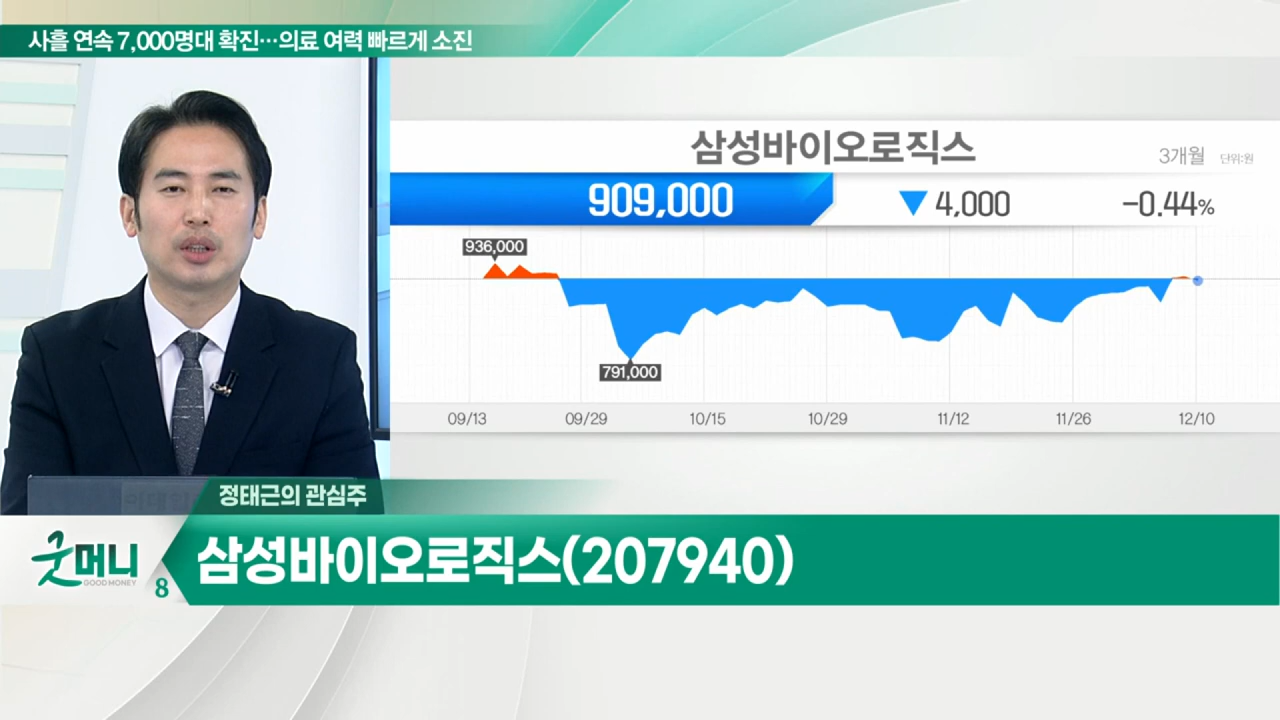 사흘 연속 7,000명대 확진…의료 여력 빠르게 소진
삼성바이오로직스
3개월 단위:원
909,000 ▼ 4,000 -0.44%
936,000
791,000
09/13 09/29 10/15 10/29 11/12 11/26 12/10
정태근의 관심주
굿머니
GOOD MONEY
8
삼성바이오로직스(207940)